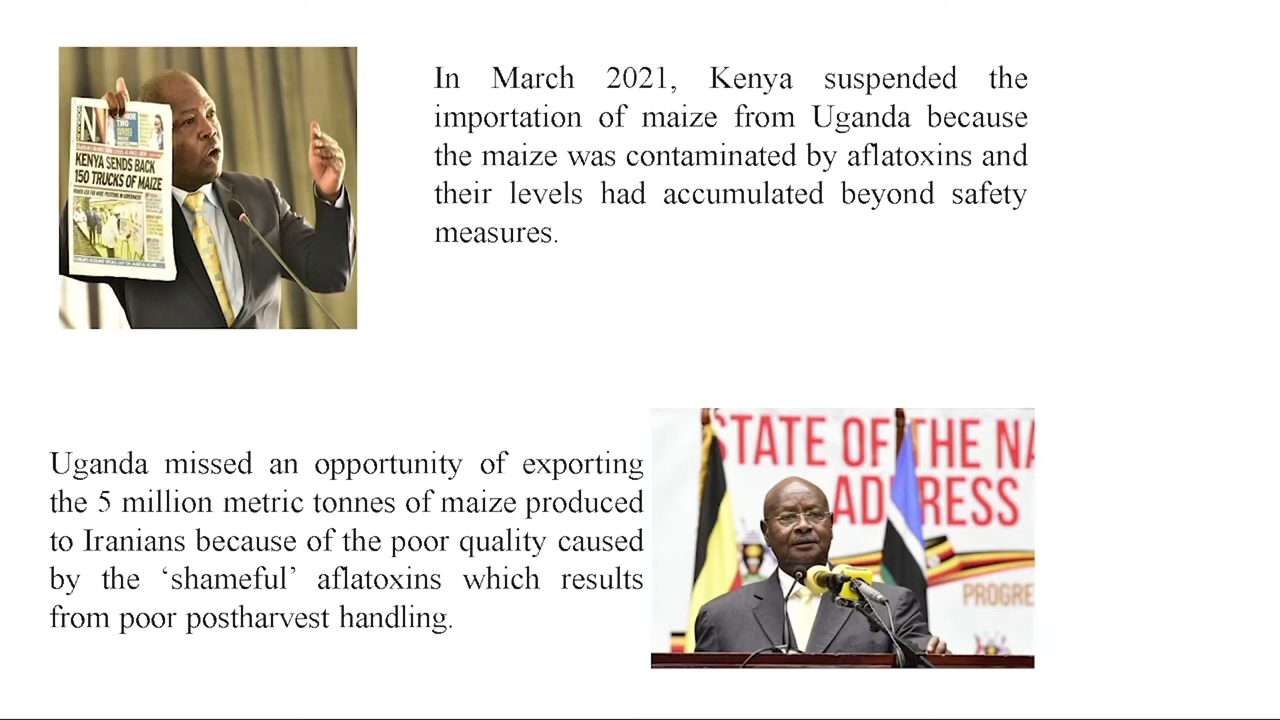 KENYA SENDS BACK
150 TRUCKS OF MAIZE
In March 2021, Kenya suspended the
importation of maize from Uganda because
the maize was contaminated by aflatoxins and
their levels had accumulated beyond safety
measures.
Uganda missed an opportunity of exporting
the 5 million metric tonnes of maize produced
to Iranians because of the poor quality caused
by the ‘shameful’ aflatoxins which results
from poor postharvest handling.
STATE OF THE NA
ADDRESS
PROGRE